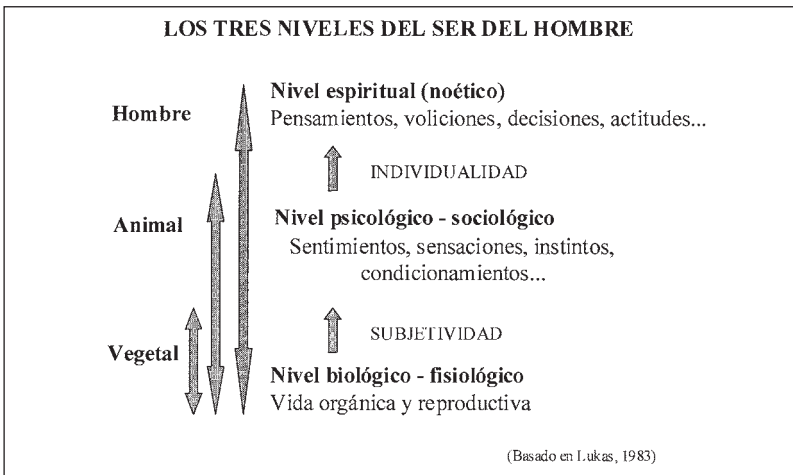 LOS TRES NIVELES DEL SER DEL HOMBRE
Hombre
Nivel espiritual (noético)
Pensamientos, voliciones, decisiones, actitudes...
INDIVIDUALIDAD
Animal
Nivel psicológico - sociológico
Sentimientos, sensaciones, instintos,
condicionamientos...
SUBJETIVIDAD
Vegetal
Nivel biológico - fisiológico
Vida orgánica y reproductiva
(Basado en Lukas, 1983)